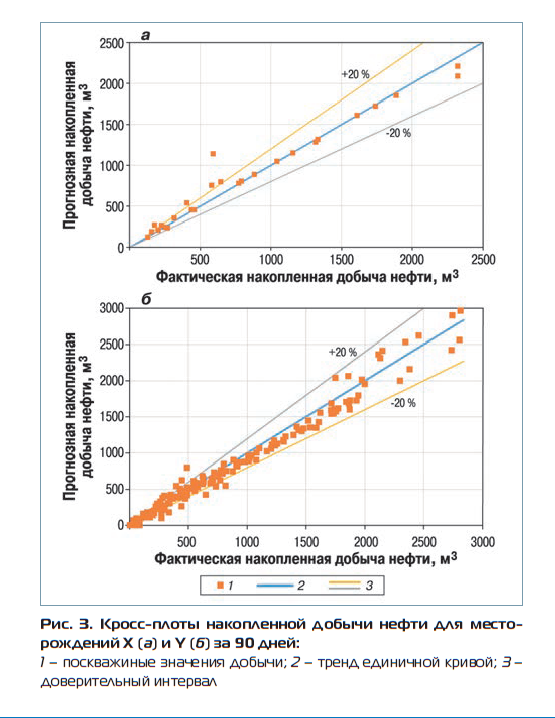 а
2500
2000
1500
1000
500
0
+20 %
-20 %
Прогнозная накопленная
добыча нефти, м³
500
1000
1500
2000
2500
Фактическая накопленная добыча нефти, м³
б
3000
2500
2000
1500
1000
500
0
+20 %
-20 %
Прогнозная накопленная
добыча нефти, м³
500
1000
1500
2000
2500
3000
Фактическая накопленная добыча нефти, м³
1
2
3
Рис. 3. Кросс-плоты накопленной добычи нефти для место-
рождений X (а) и Y (б) за 90 дней:
1 – поскважиные значения добычи; 2 – тренд единичной кривой; 3 –
доверительный интервал